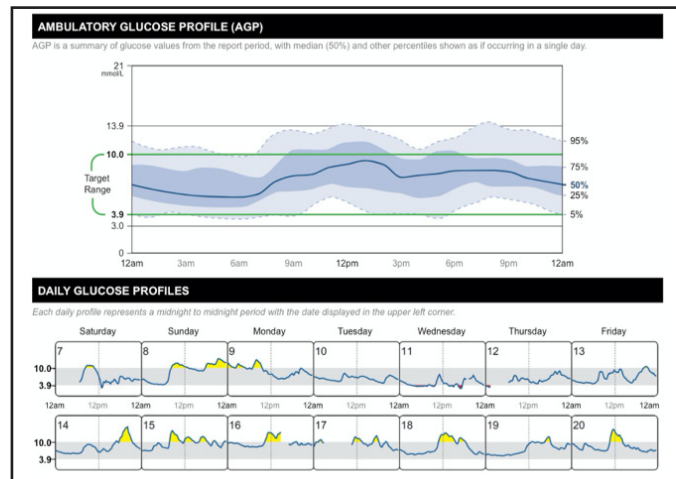 AMBULATORY GLUCOSE PROFILE (AGP)
AGP is a summary of glucose values from the report period, with median (50%) and other percentiles shown as if occurring in a single day.
21
mmol/L
13.9
10.0
Target
Range
3.9
3.0
0
95%
75%
50%
25%
5%
12am 3am 6am 9am 12pm 3pm 6pm 9pm 12am
DAILY GLUCOSE PROFILES
Each daily profile represents a midnight to midnight period with the date displayed in the upper left corner.
Saturday Sunday Monday Tuesday Wednesday Thursday Friday
7 8 9 10 11 12 13
10.0
3.9
12am 12pm 12am 12pm 12am 12pm 12am 12pm 12am 12pm 12am 12pm 12am 12pm 12am
14 15 16 17 18 19 20
10.0
3.9